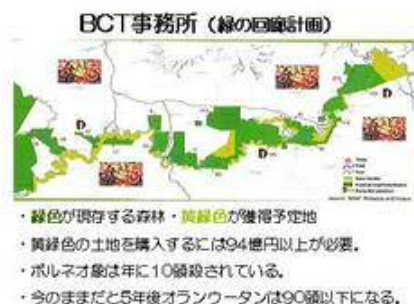 BCT事務所（緑の回廊計画）
・緑色が現存する森林・黄緑色が獲得予定地
・黄緑色の土地を購入するには94億円以上が必要。
・ボルネオ象は年に10頭殺されている。
・今のままだと5年後オランウータンは90頭以下になる。